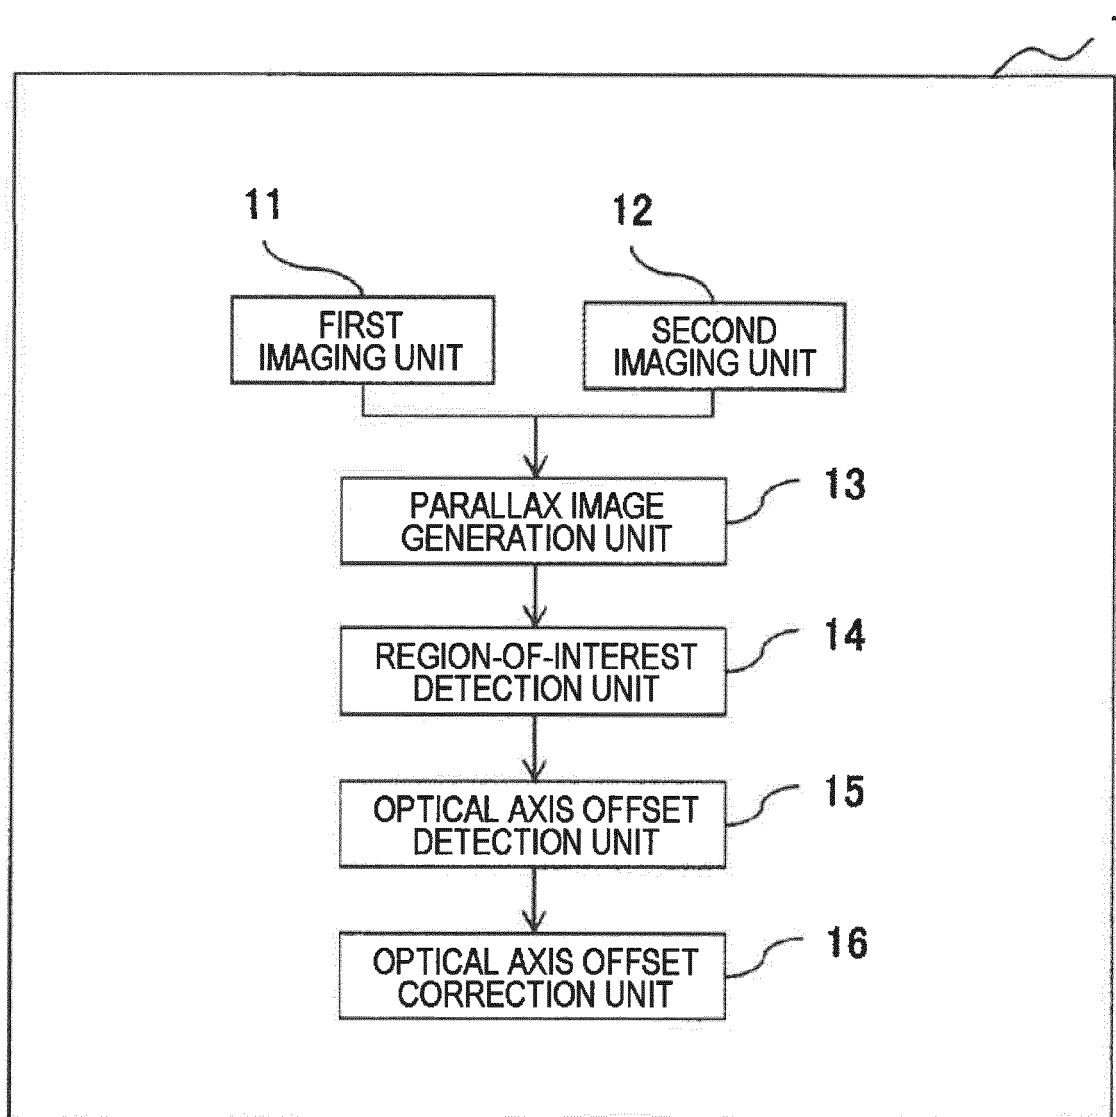 11
12
FIRST
IMAGING UNIT
SECOND
IMAGING UNIT
PARALLAX IMAGE
GENERATION UNIT
13
REGION-OF-INTEREST
DETECTION UNIT
14
OPTICAL AXIS OFFSET
DETECTION UNIT
15
OPTICAL AXIS OFFSET
CORRECTION UNIT
16